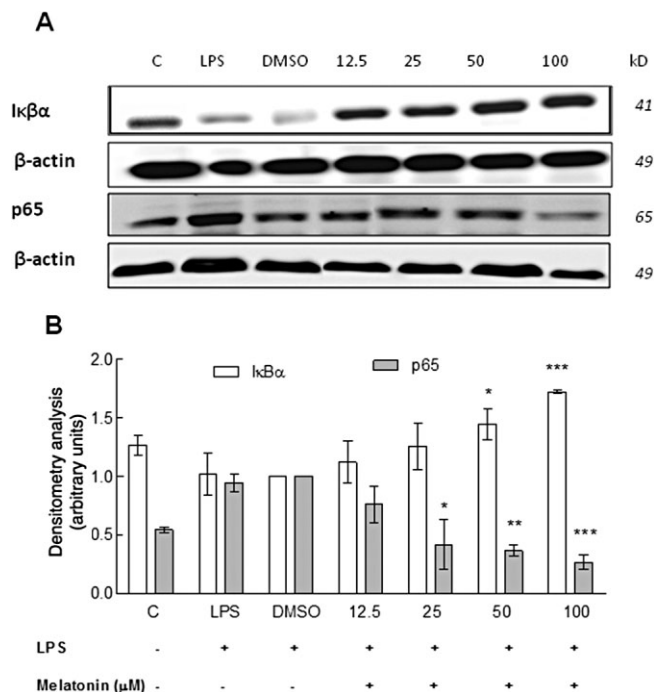 A
C LPS DMSO 12.5 25 50 100 kD
Iκβα 41
β-actin 49
p65 65
β-actin 49
B
Densitometry analysis
(arbitrary units)
2.0
1.5
1.0
0.5
0.0
IκBα p65
* ***
* ** ***
C LPS DMSO 12.5 25 50 100
LPS - + + + + + +
Melatonin (μM) - - - + + + +